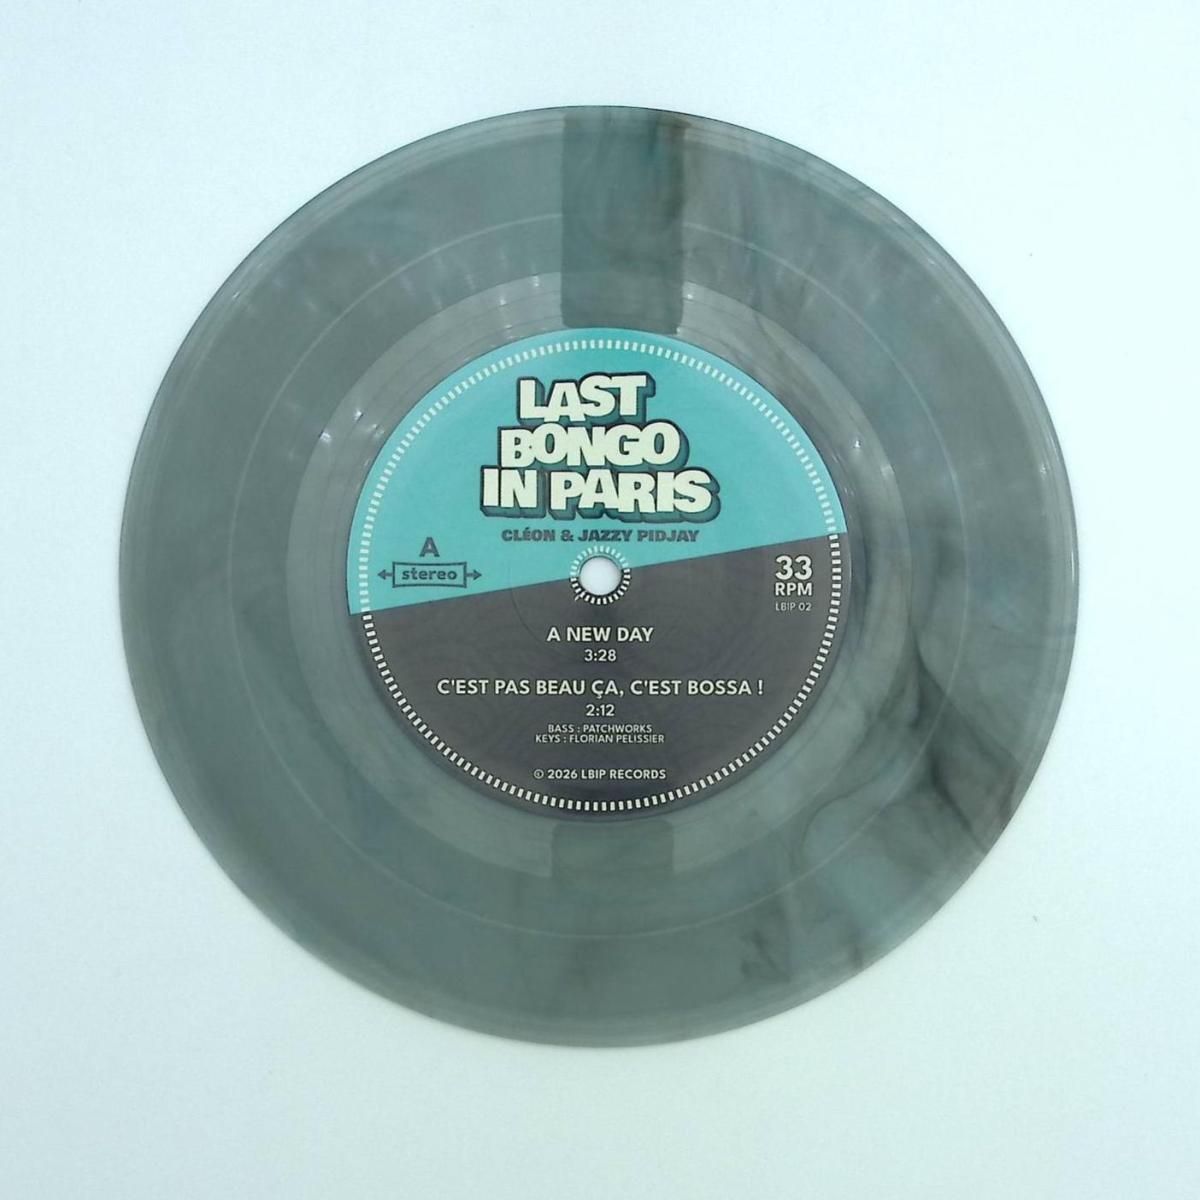 LAST
BONGO
IN PARIS
CLÉON & JAZZY PIDJAY
A
stereo
33
RPM
LBIP 02
A NEW DAY
3:28
C'EST PAS BEAU ÇA, C'EST BOSSA !
2:12
BASS : PATCHWORKS
KEYS : FLORIAN PELISSIER
© 2026 LBIP RECORDS